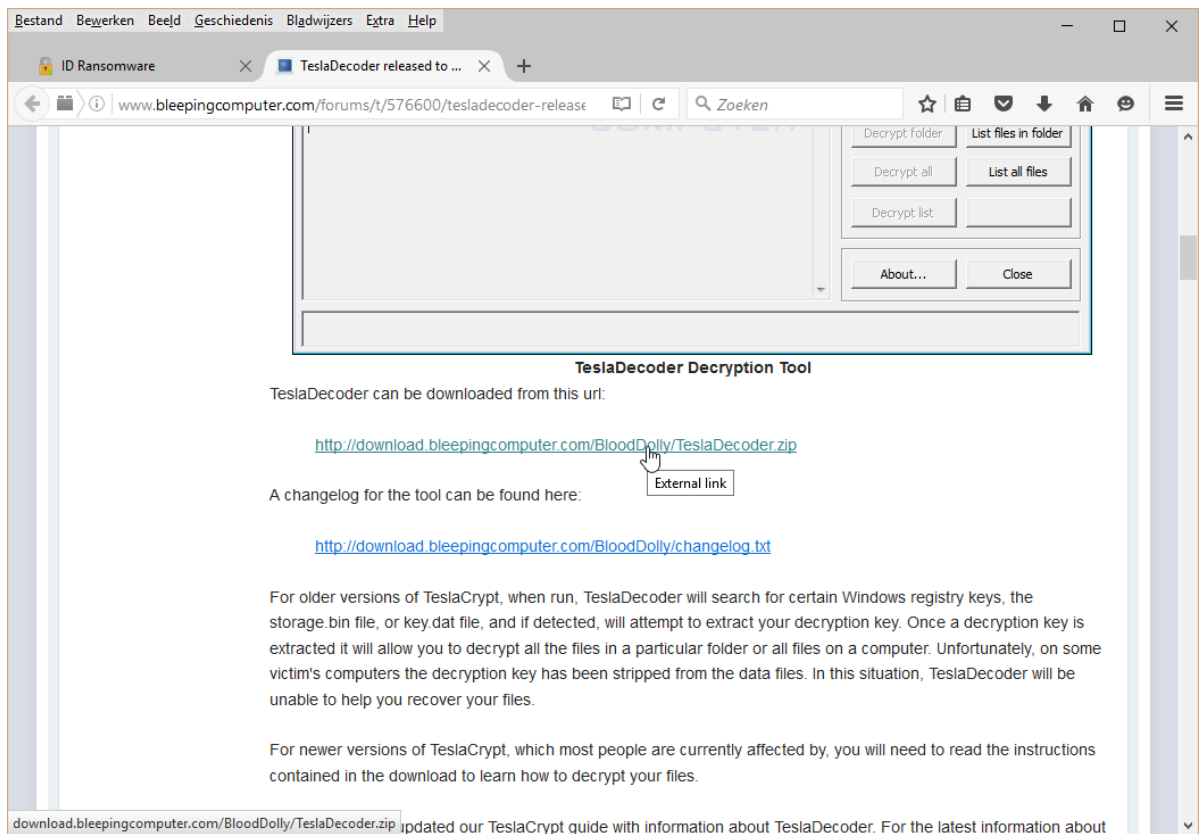 Bestand Bewerken Beeld Geschiedenis Bladwijzers Extra Help
ID Ransomware
TeslaDecoder released to ...
www.bleepingcomputer.com/forums/t/576600/tesladecoder-release
Zoeken
Decrypt folder List files in folder
Decrypt all List all files
Decrypt list
About... Close
TeslaDecoder Decryption Tool
TeslaDecoder can be downloaded from this url:
http://download.bleepingcomputer.com/BloodDolly/TeslaDecoder.zip
External link
A changelog for the tool can be found here:
http://download.bleepingcomputer.com/BloodDolly/changelog.txt
For older versions of TeslaCrypt, when run, TeslaDecoder will search for certain Windows registry keys, the
storage.bin file, or key.dat file, and if detected, will attempt to extract your decryption key. Once a decryption key is
extracted it will allow you to decrypt all the files in a particular folder or all files on a computer. Unfortunately, on some
victim's computers the decryption key has been stripped from the data files. In this situation, TeslaDecoder will be
unable to help you recover your files.
For newer versions of TeslaCrypt, which most people are currently affected by, you will need to read the instructions
contained in the download to learn how to decrypt your files.
updated our TeslaCrypt guide with information about TeslaDecoder. For the latest information about
download.bleepingcomputer.com/BloodDolly/TeslaDecoder.zip